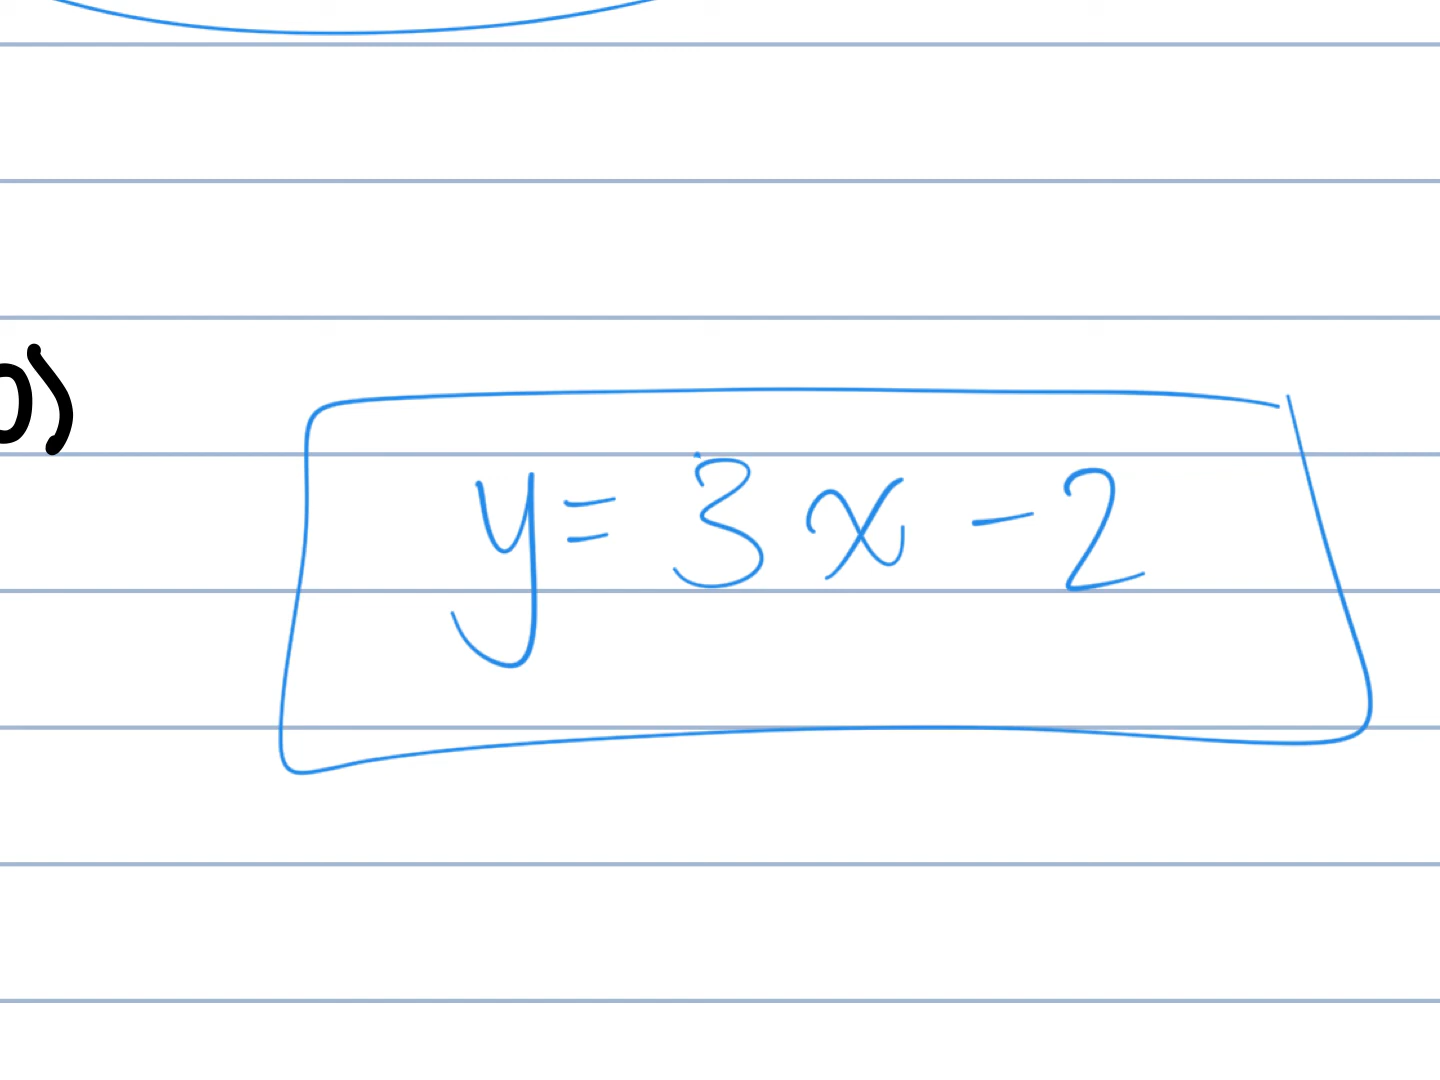 y = 3x - 2